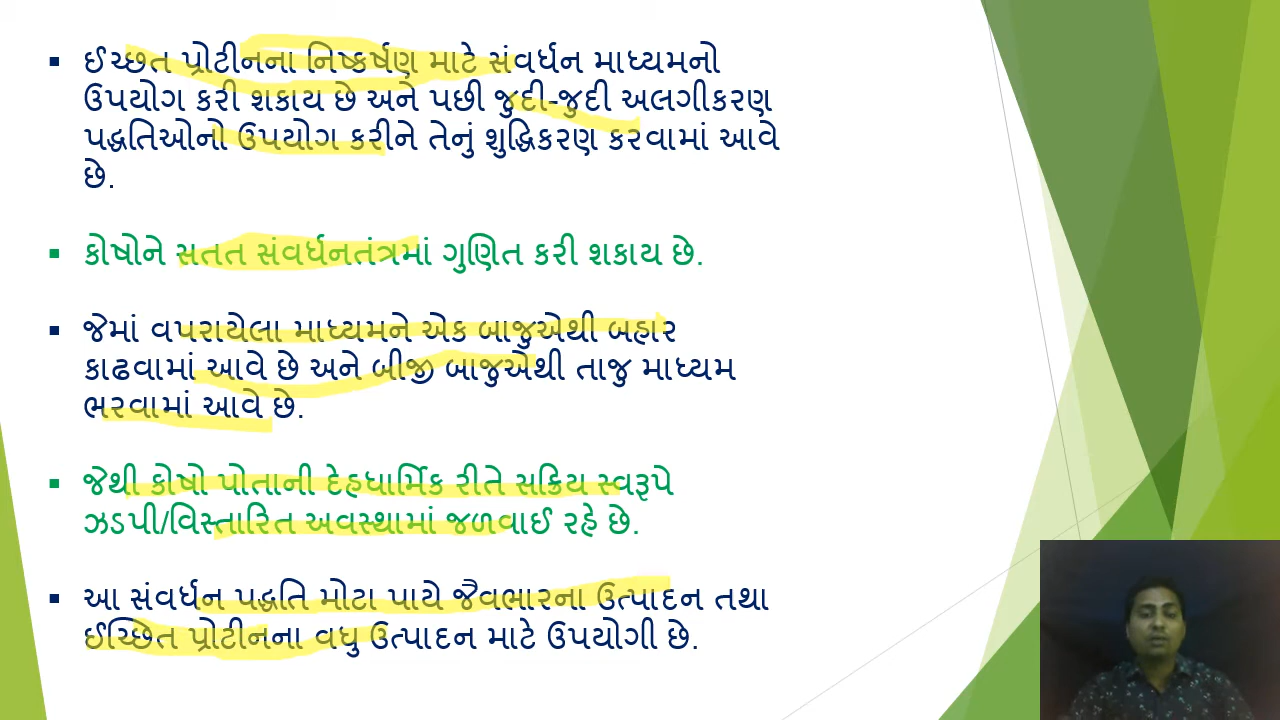 ▪ ઈચ્છત પ્રોટીનના નિષ્કર્ષણ માટે સંવર્ધન માધ્યમનો
ઉપયોગ કરી શકાય છે અને પછી જુદી-જુદી અલગીકરણ
પદ્ધતિઓનો ઉપયોગ કરીને તેનું શુદ્ધિકરણ કરવામાં આવે
છે.
▪ કોષોને સતત સંવર્ધનતંત્રમાં ગુણિત કરી શકાય છે.
▪ જેમાં વપરાયેલા માધ્યમને એક બાજુએથી બહાર
કાઢવામાં આવે છે અને બીજી બાજુએથી તાજુ માધ્યમ
ભરવામાં આવે છે.
▪ જેથી કોષો પોતાની દેહધાર્મિક રીતે સક્રિય સ્વરૂપે
ઝડપી/વિસ્તારિત અવસ્થામાં જળવાઈ રહે છે.
▪ આ સંવર્ધન પદ્ધતિ મોટા પાયે જૈવભારના ઉત્પાદન તથા
ઈચ્છિત પ્રોટીનના વધુ ઉત્પાદન માટે ઉપયોગી છે.